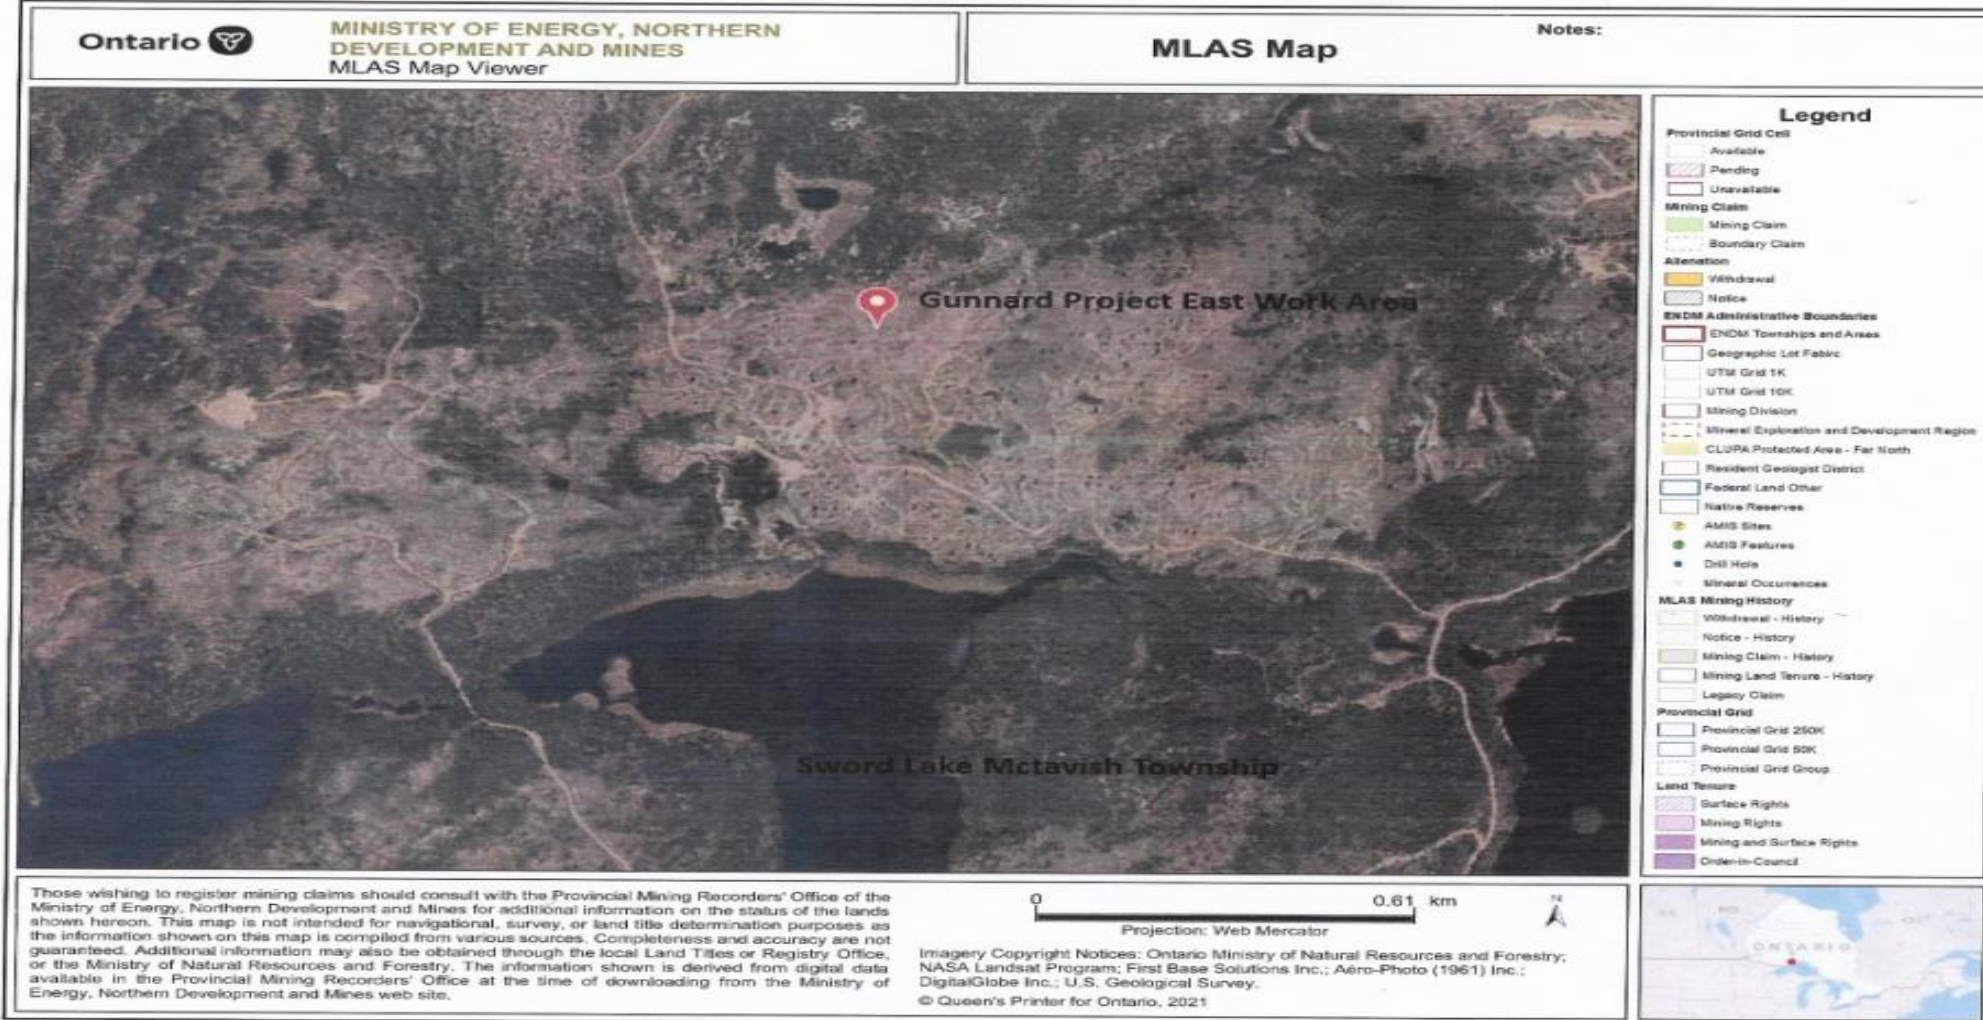 Ontario
MINISTRY OF ENERGY, NORTHERN
DEVELOPMENT AND MINES
MLAS Map Viewer
MLAS Map
Notes:
Gunnard Project East Work Area
Sword Lake Mctavish Township
Legend
Provincial Grid Cell
Available
Pending
Unavailable
Mining Claim
Mining Claim
Boundary Claim
Alienation
Withdrawal
Notice
ENDM Administrative Boundaries
ENDM Townships and Areas
Geographic Lot Fabirc
UTM Grid 1K
UTM Grid 10K
Mining Division
Mineral Exploration and Development Region
CLUPA Protected Area - Far North
Resident Geologist District
Federal Land Other
Native Reserves
AMIS Sites
AMIS Features
Drill Hole
Mineral Occurrences
MLAS Mining History
Withdrawal - History
Notice - History
Mining Claim - History
Mining Land Tenure - History
Legacy Claim
Provincial Grid
Provincial Grid 250K
Provincial Grid 50K
Provincial Grid Group
Land Tenure
Surface Rights
Mining Rights
Mining and Surface Rights
Order-in-Council
Those wishing to register mining claims should consult with the Provincial Mining Recorders' Office of the
Ministry of Energy, Northern Development and Mines for additional information on the status of the lands
shown hereon. This map is not intended for navigational, survey, or land title determination purposes as
the information shown on this map is compiled from various sources. Completeness and accuracy are not
guaranteed. Additional information may also be obtained through the local Land Titles or Registry Office,
or the Ministry of Natural Resources and Forestry. The information shown is derived from digital data
available in the Provincial Mining Recorders' Office at the time of downloading from the Ministry of
Energy, Northern Development and Mines web site.
0 0.61 km
N
Projection: Web Mercator
Imagery Copyright Notices: Ontario Ministry of Natural Resources and Forestry;
NASA Landsat Program; First Base Solutions Inc.; Aéro-Photo (1961) Inc.;
DigitalGlobe Inc.; U.S. Geological Survey.
© Queen's Printer for Ontario, 2021
ONTARIO